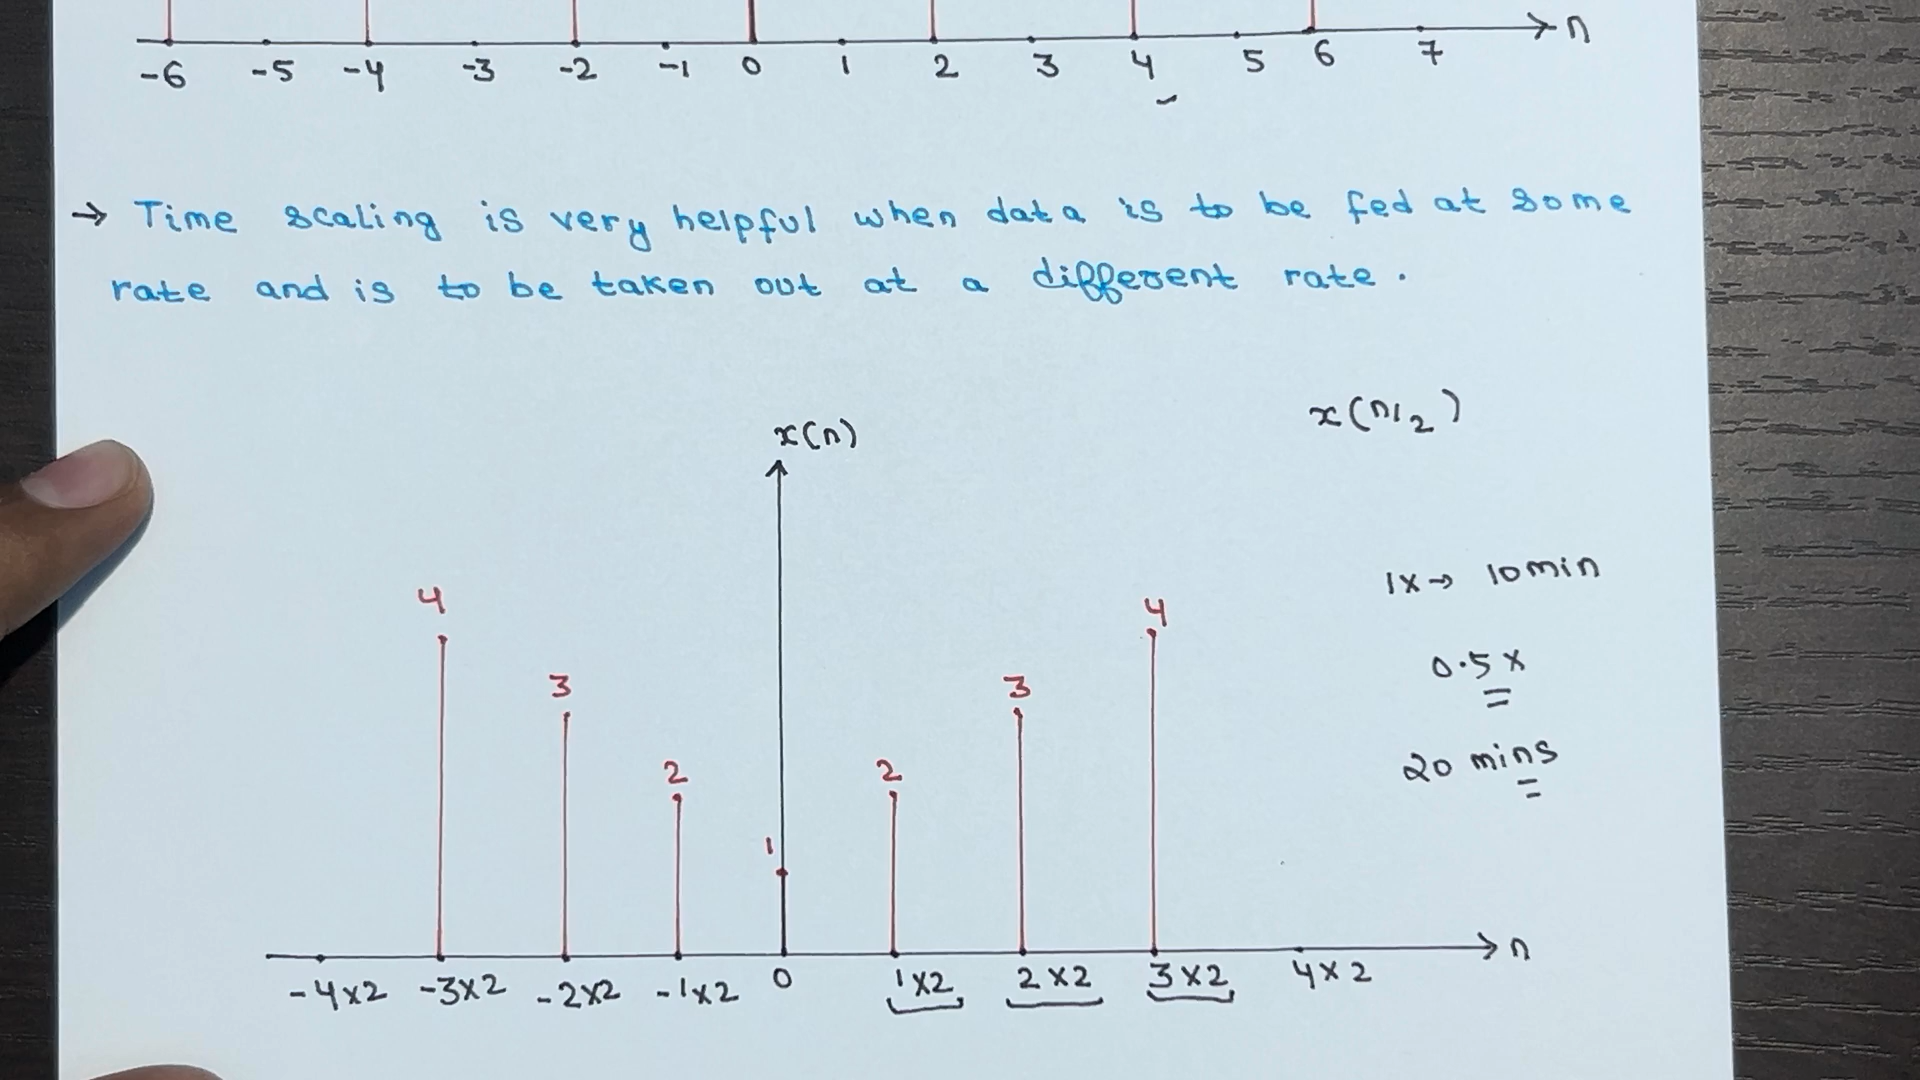 -6 -5 -4 -3 -2 -1 0 1 2 3 4 5 6 7 n
→ Time scaling is very helpful when data is to be fed at some
rate and is to be taken out at a different rate.
x(n/2)
x(n)
1x → 10min
4 4
0.5x
3 3
20 mins
2 2
1
n
-4x2 -3x2 -2x2 -1x2 0 1x2 2x2 3x2 4x2